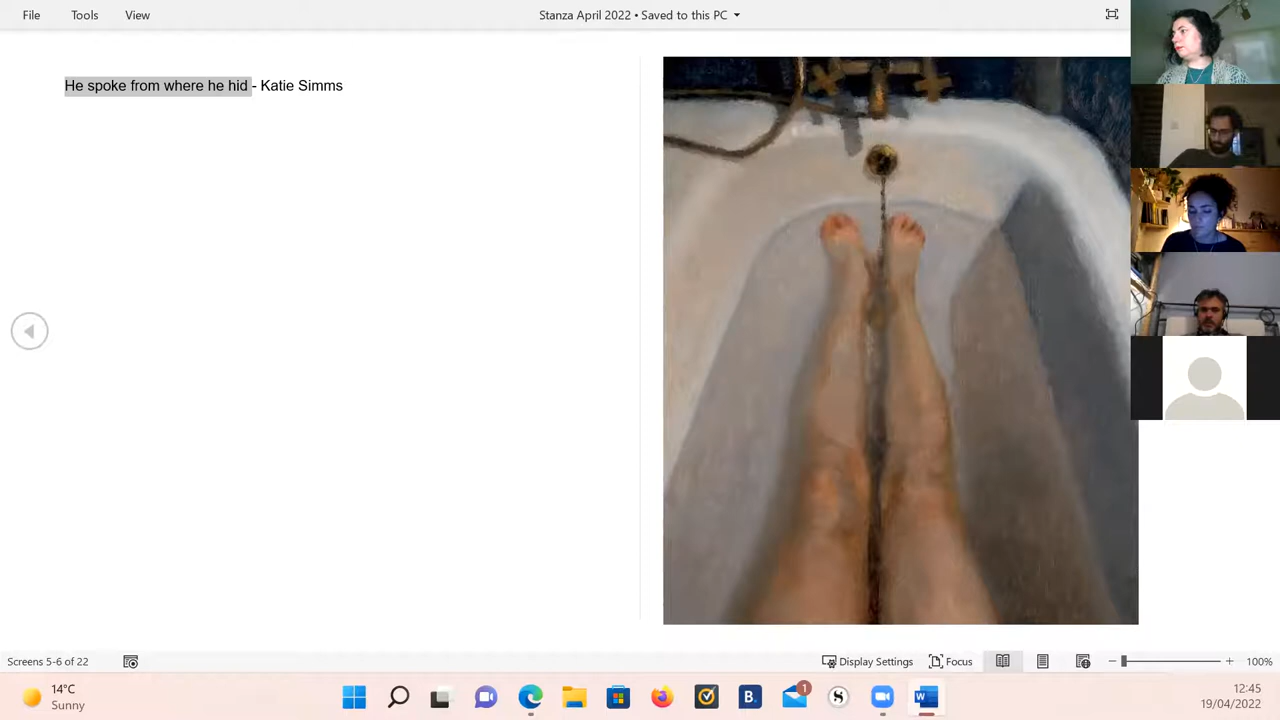 File Tools View
Stanza April 2022 • Saved to this PC
He spoke from where he hid - Katie Simms
Screens 5-6 of 22
Display Settings
Focus
100%
14°C
Sunny
B.
1
S
W
12:45
19/04/2022